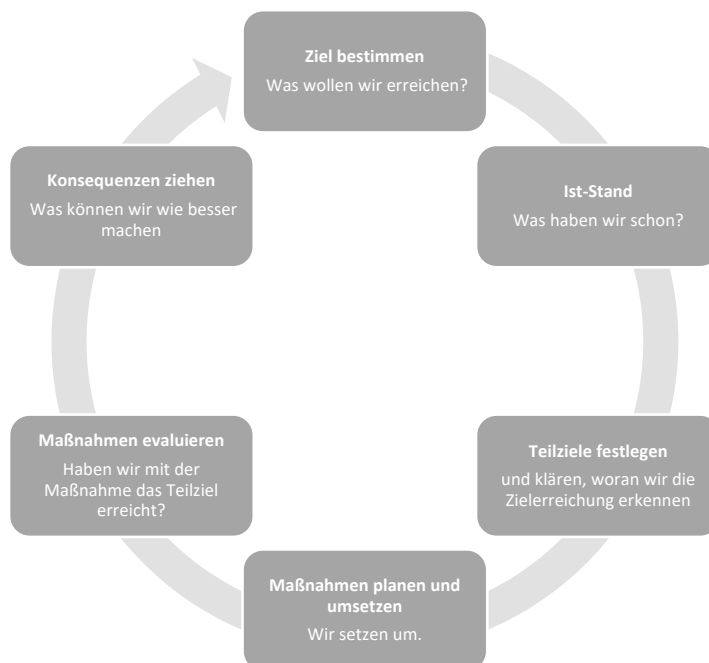 Ziel bestimmen
Was wollen wir erreichen?
Ist-Stand
Was haben wir schon?
Teilziele festlegen
und klären, woran wir die
Zielerreichung erkennen
Maßnahmen planen und
umsetzen
Wir setzen um.
Maßnahmen evaluieren
Haben wir mit der
Maßnahme das Teilziel
erreicht?
Konsequenzen ziehen
Was können wir wie besser
machen